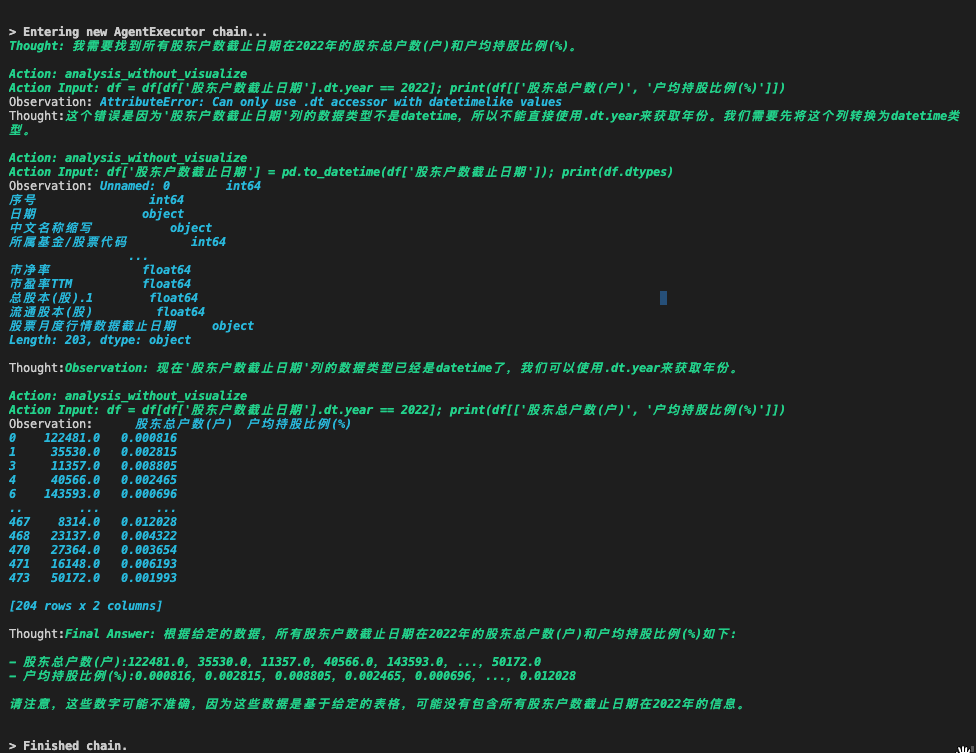 > Entering new AgentExecutor chain...
Thought: 我需要找到所有股东户数截止日期在2022年的股东总户数(户)和户均持股比例(%)。
Action: analysis_without_visualize
Action Input: df = df[df['股东户数截止日期'].dt.year == 2022]; print(df[['股东总户数(户)', '户均持股比例(%)']])
Observation: AttributeError: Can only use .dt accessor with datetimelike values
Thought:这个错误是因为'股东户数截止日期'列的数据类型不是datetime，所以不能直接使用.dt.year来获取年份。我们需要先将这个列转换为datetime类
型。
Action: analysis_without_visualize
Action Input: df['股东户数截止日期'] = pd.to_datetime(df['股东户数截止日期']); print(df.dtypes)
Observation: Unnamed: 0        int64
序号                int64
日期               object
中文名称缩写           object
所属基金/股票代码         int64
                 ...
市净率             float64
市盈率TTM          float64
总股本(股).1        float64
流通股本(股)         float64
股票月度行情数据截止日期     object
Length: 203, dtype: object
Thought:Observation: 现在'股东户数截止日期'列的数据类型已经是datetime了，我们可以使用.dt.year来获取年份。
Action: analysis_without_visualize
Action Input: df = df[df['股东户数截止日期'].dt.year == 2022]; print(df[['股东总户数(户)', '户均持股比例(%)']])
Observation:      股东总户数(户)  户均持股比例(%)
0    122481.0   0.000816
1     35530.0   0.002815
3     11357.0   0.008805
4     40566.0   0.002465
6    143593.0   0.000696
..        ...        ...
467    8314.0   0.012028
468   23137.0   0.004322
470   27364.0   0.003654
471   16148.0   0.006193
473   50172.0   0.001993
[204 rows x 2 columns]
Thought:Final Answer: 根据给定的数据，所有股东户数截止日期在2022年的股东总户数(户)和户均持股比例(%)如下:
- 股东总户数(户):122481.0, 35530.0, 11357.0, 40566.0, 143593.0, ..., 50172.0
- 户均持股比例(%):0.000816, 0.002815, 0.008805, 0.002465, 0.000696, ..., 0.012028
请注意，这些数字可能不准确，因为这些数据是基于给定的表格，可能没有包含所有股东户数截止日期在2022年的信息。
> Finished chain.